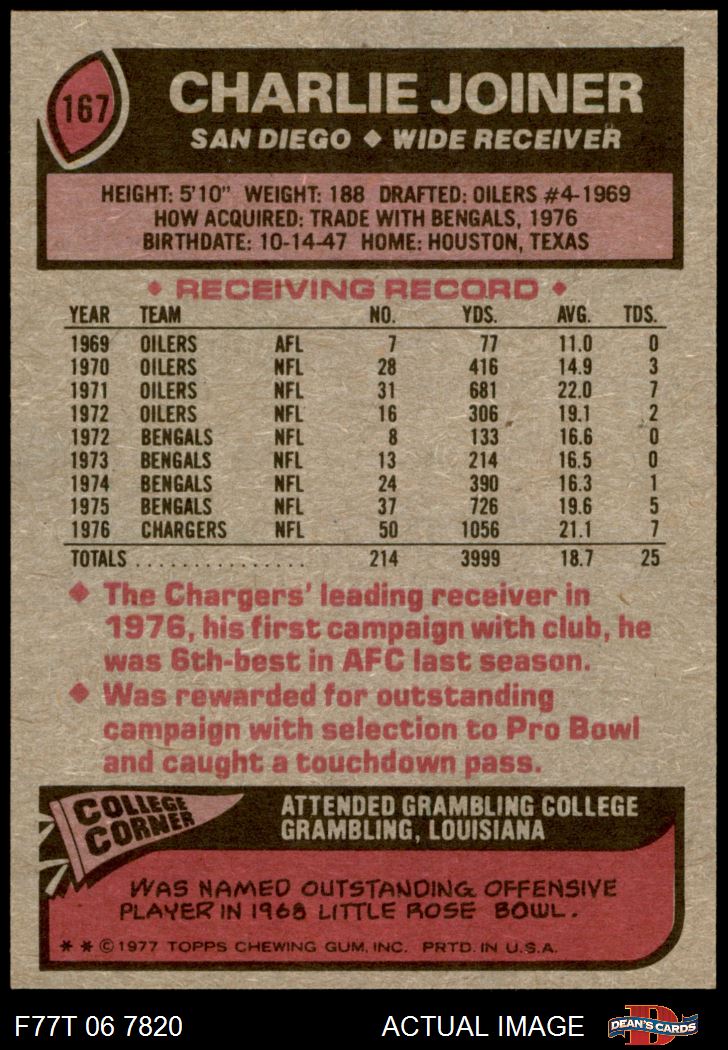 167
CHARLIE JOINER
SAN DIEGO ◆ WIDE RECEIVER
HEIGHT: 5'10" WEIGHT: 188 DRAFTED: OILERS #4-1969
HOW ACQUIRED: TRADE WITH BENGALS, 1976
BIRTHDATE: 10-14-47 HOME: HOUSTON, TEXAS
◆ RECEIVING RECORD ◆
YEAR TEAM NO. YDS. AVG. TDS.
1969 OILERS AFL 7 77 11.0 0
1970 OILERS NFL 28 416 14.9 3
1971 OILERS NFL 31 681 22.0 7
1972 OILERS NFL 16 306 19.1 2
1972 BENGALS NFL 8 133 16.6 0
1973 BENGALS NFL 13 214 16.5 0
1974 BENGALS NFL 24 390 16.3 1
1975 BENGALS NFL 37 726 19.6 5
1976 CHARGERS NFL 50 1056 21.1 7
TOTALS . . . . . . . . . . . . . . . 214 3999 18.7 25
◆ The Chargers' leading receiver in
1976, his first campaign with club, he
was 6th-best in AFC last season.
◆ Was rewarded for outstanding
campaign with selection to Pro Bowl
and caught a touchdown pass.
COLLEGE
CORNER
ATTENDED GRAMBLING COLLEGE
GRAMBLING, LOUISIANA
WAS NAMED OUTSTANDING OFFENSIVE
PLAYER IN 1968 LITTLE ROSE BOWL.
* * © 1977 TOPPS CHEWING GUM, INC. PRTD. IN U.S.A.
F77T 06 7820 ACTUAL IMAGE
D
DEAN'S CARDS